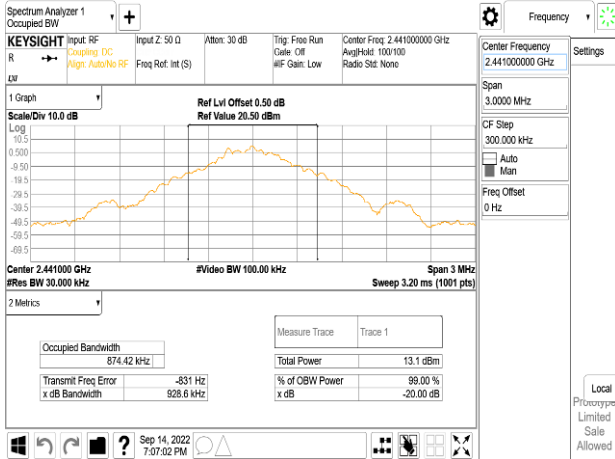 Spectrum Analyzer 1
Occupied BW
+
Frequency
KEYSIGHT
R
LXI
Input: RF
Coupling: DC
Align: Auto/No RF
Input Z: 50 Ω
Freq Ref: Int (S)
Atten: 30 dB
Trig: Free Run
Gate: Off
#IF Gain: Low
Center Freq: 2.441000000 GHz
Avg|Hold: 100/100
Radio Std: None
Center Frequency
2.441000000 GHz
Settings
Span
3.0000 MHz
CF Step
300.000 kHz
Auto
Man
Freq Offset
0 Hz
1 Graph
Scale/Div 10.0 dB
Ref Lvl Offset 0.50 dB
Ref Value 20.50 dBm
Log
10.5
0.500
-9.50
-19.5
-29.5
-39.5
-49.5
-59.5
-69.5
Center 2.441000 GHz
#Res BW 30.000 kHz
#Video BW 100.00 kHz
Span 3 MHz
Sweep 3.20 ms (1001 pts)
2 Metrics
Measure Trace
Trace 1
Occupied Bandwidth
874.42 kHz
Total Power
13.1 dBm
Transmit Freq Error
-831 Hz
% of OBW Power
99.00 %
x dB Bandwidth
928.6 kHz
x dB
-20.00 dB
Local
Prototype
Limited
Sale
Allowed
?
Sep 14, 2022
7:07:02 PM